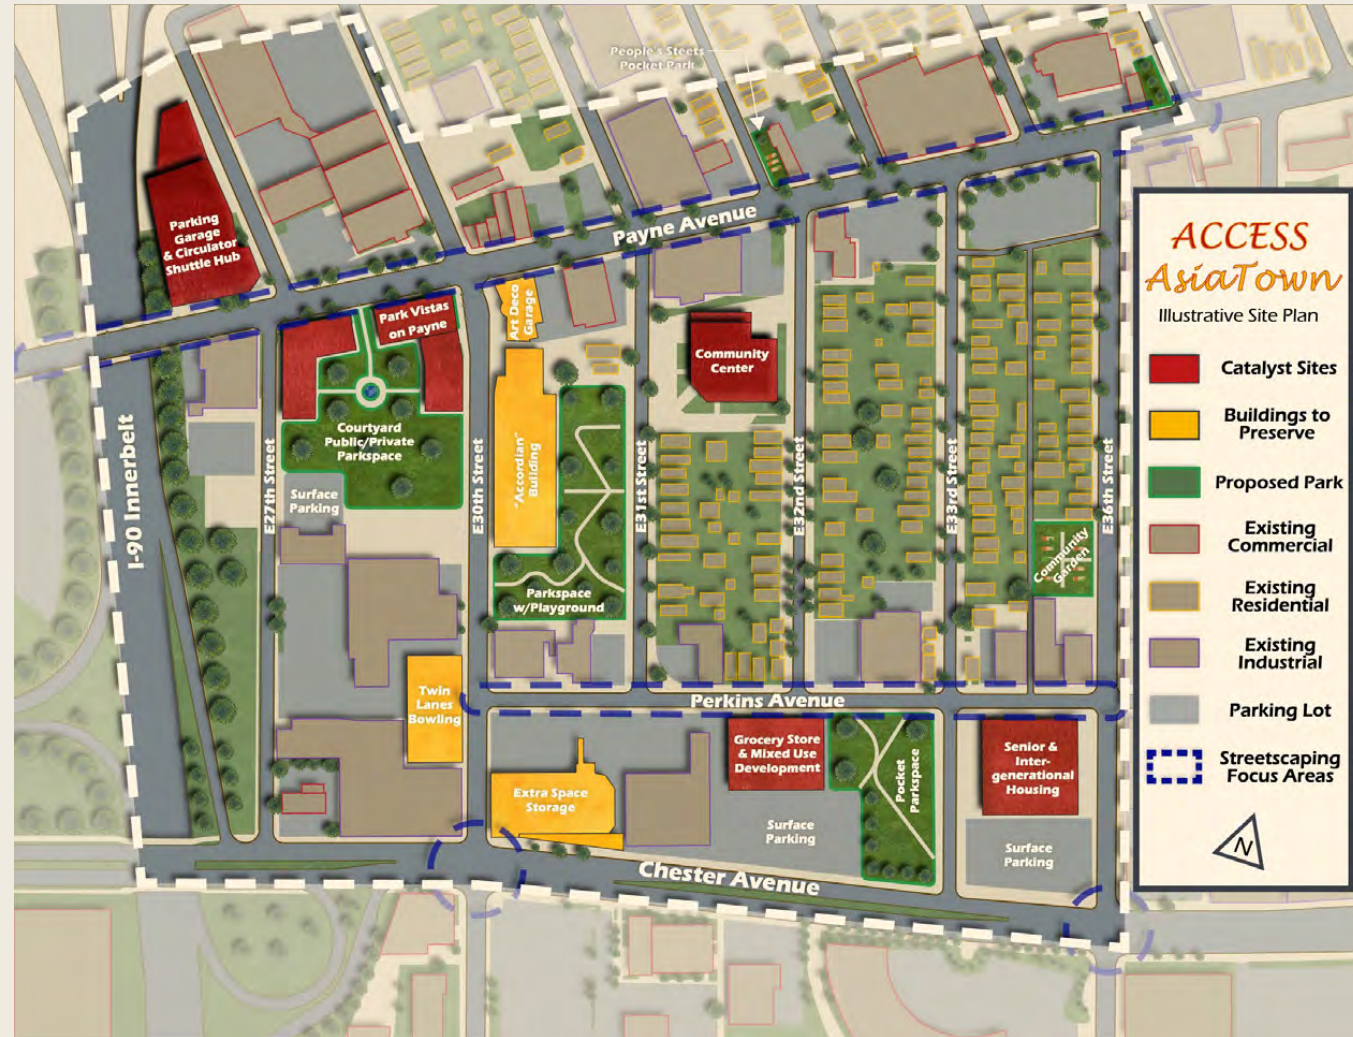 People's Steets
Pocket Park
Parking
Garage
& Circulator
Shuttle Hub
Payne Avenue
ACCESS
AsiaTown
Illustrative Site Plan
Catalyst Sites
Buildings to
Preserve
Proposed Park
Existing
Commercial
Existing
Residential
Existing
Industrial
Parking Lot
Streetscaping
Focus Areas
N
Park Vistas
on Payne
Art Deco
Garage
Community
Center
Courtyard
Public/Private
Parkspace
"Accordian"
Building
Surface
Parking
I-90 Innerbelt
E27th Street
E30th Street
E31st Street
E32nd Street
E33rd Street
E36th Street
Community
Garden
Parkspace
w/Playground
Perkins Avenue
Twin
Lanes
Bowling
Grocery Store
& Mixed Use
Development
Pocket
Parkspace
Senior &
Inter-
generational
Housing
Extra Space
Storage
Surface
Parking
Surface
Parking
Chester Avenue